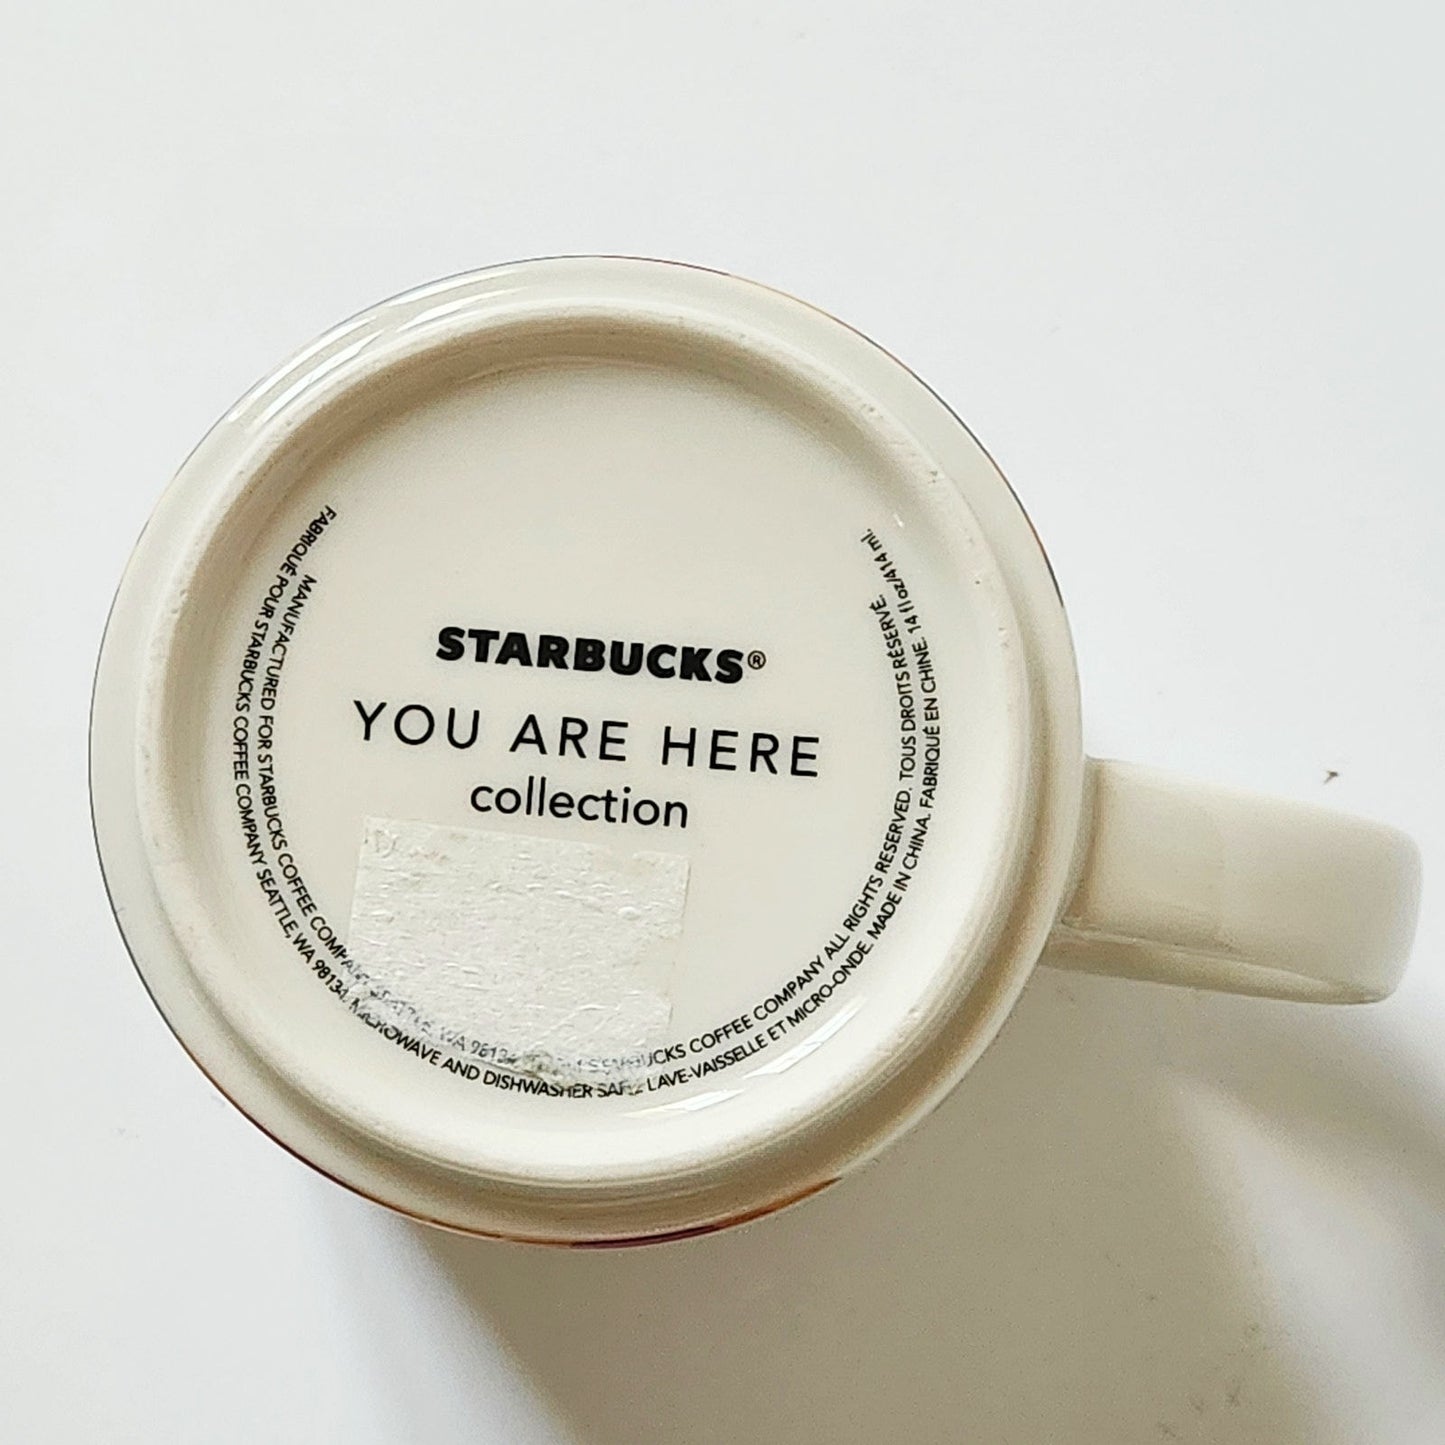 STARBUCKS®
YOU ARE HERE
collection
MANUFACTURED FOR STARBUCKS COFFEE COMPANY SEATTLE, WA 98134 STARBUCKS COFFEE COMPANY ALL RIGHTS RESERVED. TOUS DROITS RÉSERVÉ.
FABRIQUÉ POUR STARBUCKS COFFEE COMPANY SEATTLE, WA 98134. MICROWAVE AND DISHWASHER SAFE LAVE-VAISSELLE ET MICRO-ONDE. MADE IN CHINA. FABRIQUÉ EN CHINE. 14 fl oz/414 ml.